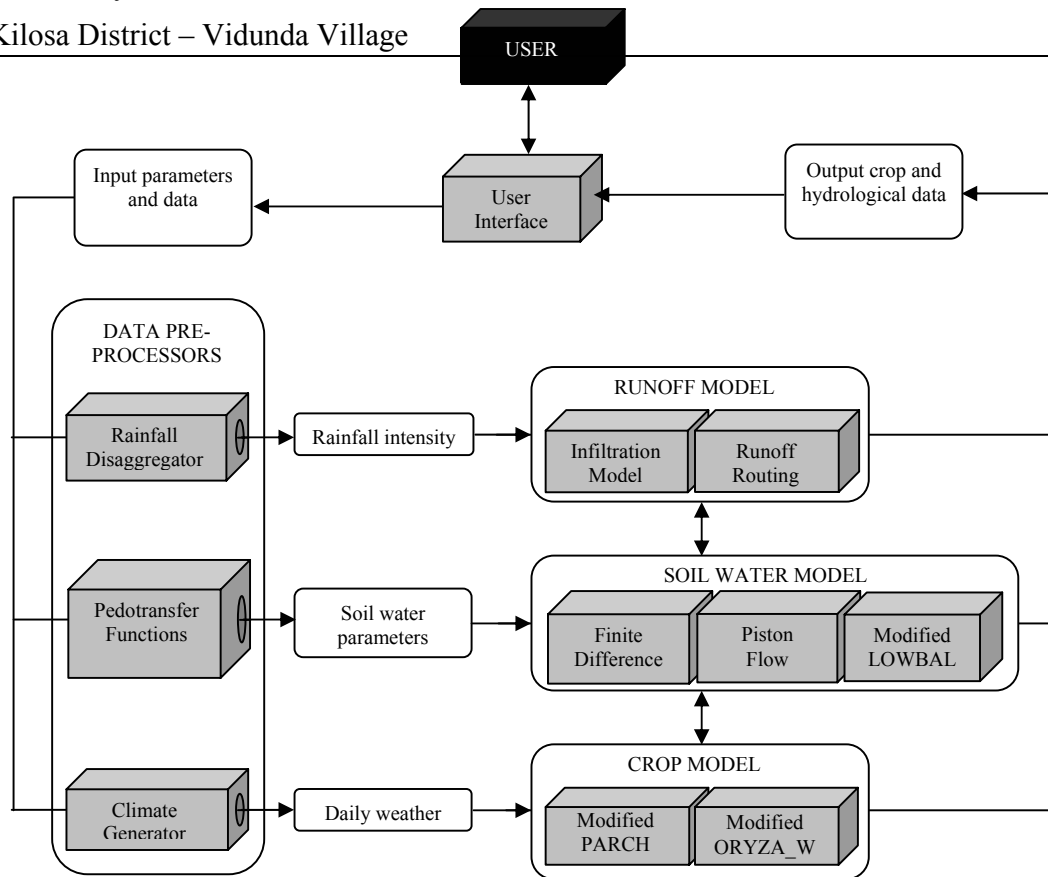 Kilosa District – Vidunda Village
USER
Input parameters
and data
User
Interface
Output crop and
hydrological data
DATA PRE-
PROCESSORS
RUNOFF MODEL
Rainfall
Disaggregator
Rainfall intensity
Infiltration
Model
Runoff
Routing
SOIL WATER MODEL
Pedotransfer
Functions
Soil water
parameters
Finite
Difference
Piston
Flow
Modified
LOWBAL
CROP MODEL
Climate
Generator
Daily weather
Modified
PARCH
Modified
ORYZA_W